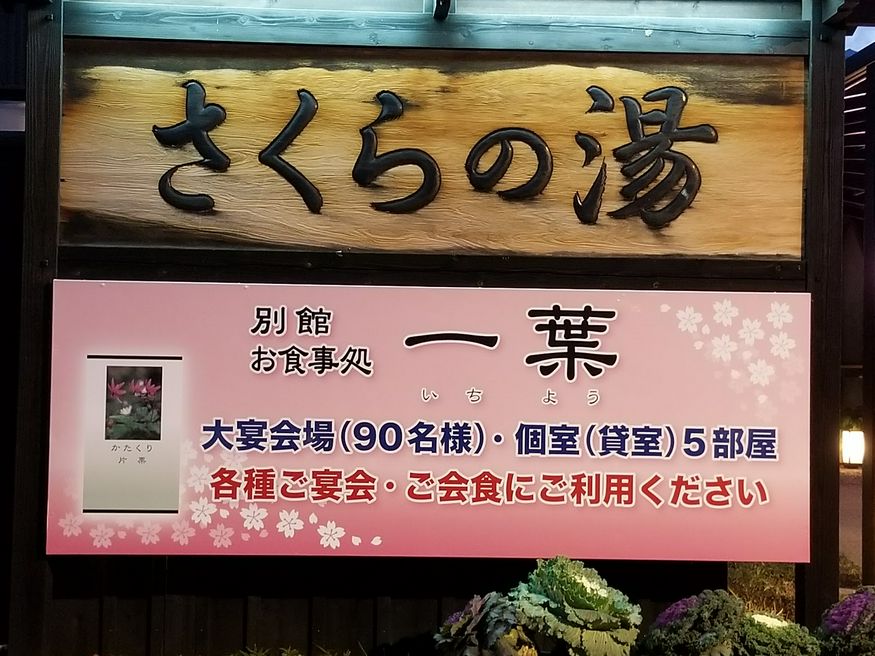 さくらの湯
別館
お食事処
一葉
いちよう
かたくり
片栗
大宴会場(90名様)・個室(貸室)5部屋
各種ご宴会・ご会食にご利用ください